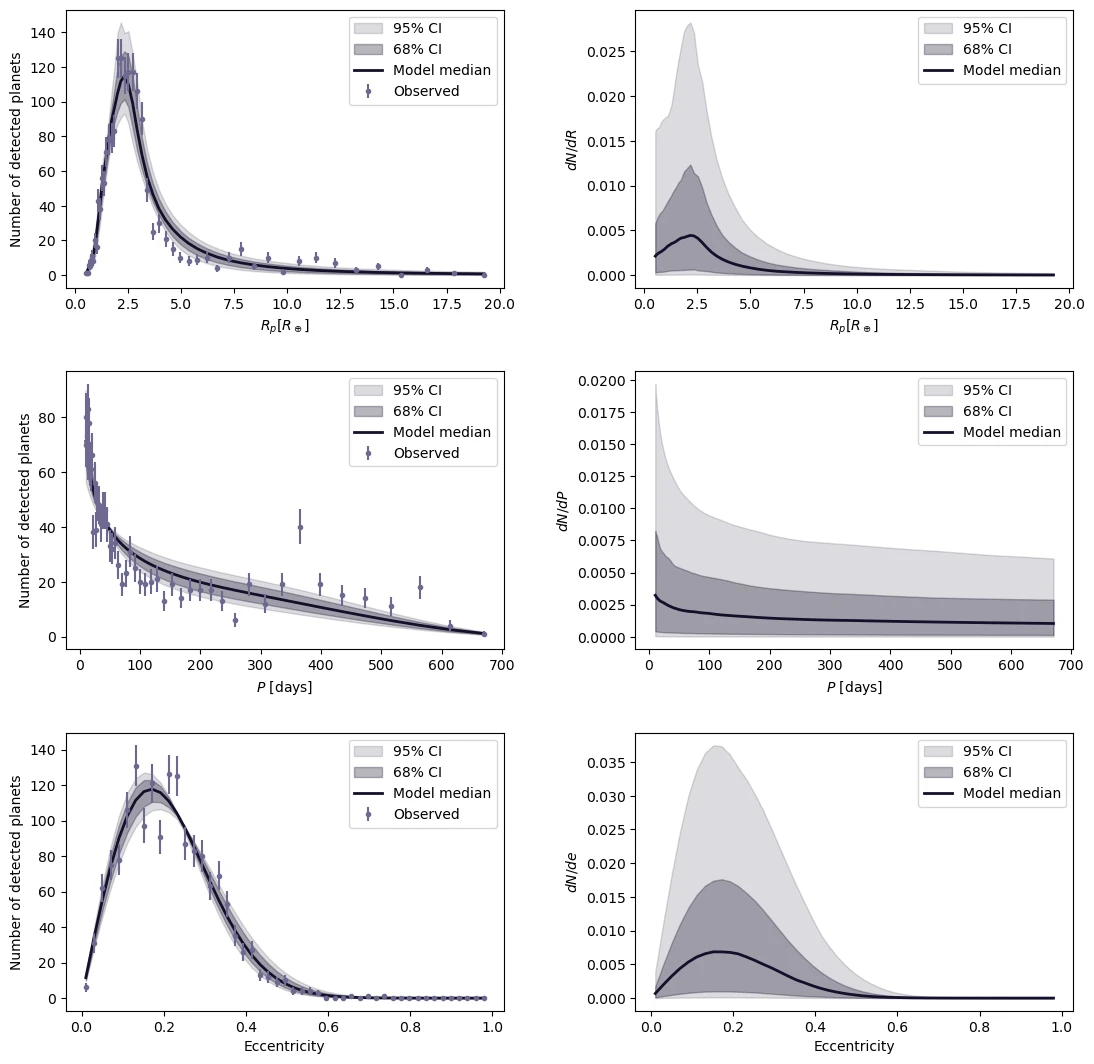 Number of detected planets
140
120
100
80
60
40
20
0
0.0
2.5
5.0
7.5
10.0
12.5
15.0
17.5
20.0
R_p[R_⊕]
95% CI
68% CI
Model median
Observed
dN/dR
0.025
0.020
0.015
0.010
0.005
0.000
0.0
2.5
5.0
7.5
10.0
12.5
15.0
17.5
20.0
R_p[R_⊕]
95% CI
68% CI
Model median
Number of detected planets
80
60
40
20
0
0
100
200
300
400
500
600
700
P [days]
95% CI
68% CI
Model median
Observed
dN/dP
0.0200
0.0175
0.0150
0.0125
0.0100
0.0075
0.0050
0.0025
0.0000
0
100
200
300
400
500
600
700
P [days]
95% CI
68% CI
Model median
Number of detected planets
140
120
100
80
60
40
20
0
0.0
0.2
0.4
0.6
0.8
1.0
Eccentricity
95% CI
68% CI
Model median
Observed
dN/de
0.035
0.030
0.025
0.020
0.015
0.010
0.005
0.000
0.0
0.2
0.4
0.6
0.8
1.0
Eccentricity
95% CI
68% CI
Model median